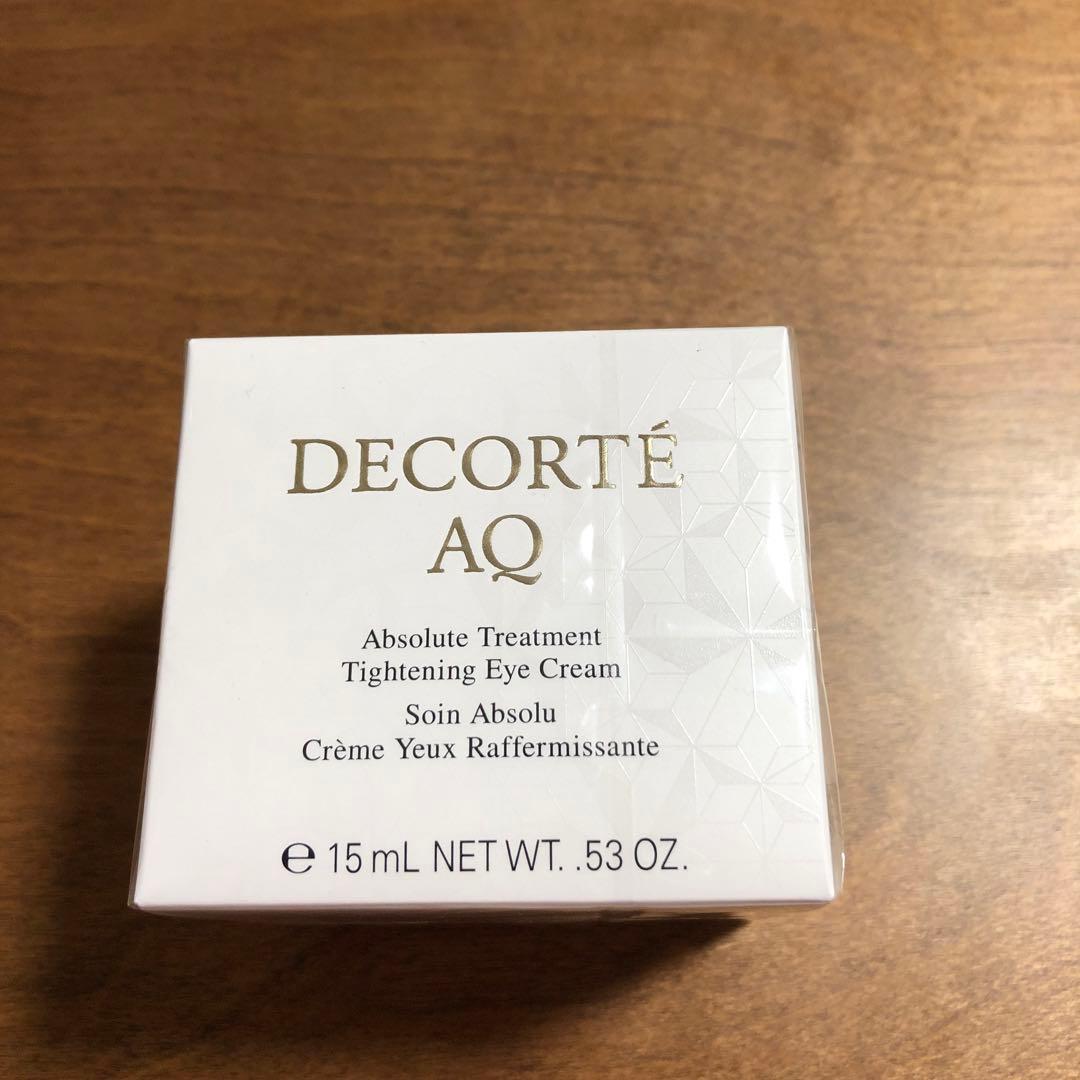 DECORTÉ
AQ
Absolute Treatment
Tightening Eye Cream
Soin Absolu
Crème Yeux Raffermissante
℮ 15 mL NET WT. .53 OZ.